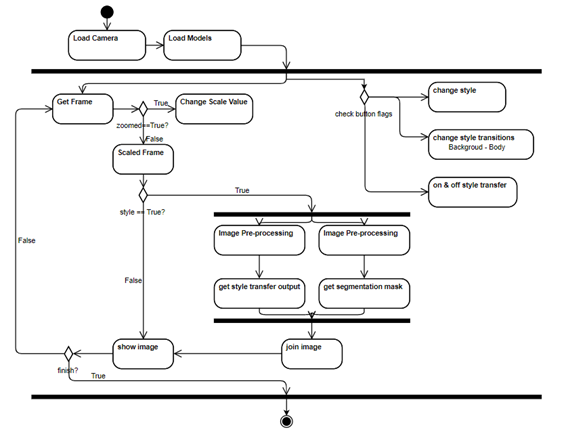 Load Camera
Load Models
Get Frame
True
Change Scale Value
zoomed==True?
False
Scaled Frame
check button flags
change style
change style transitions
Backgroud - Body
on & off style transfer
True
style == True?
Image Pre-processing
Image Pre-processing
False
False
get style transfer output
get segmentation mask
show image
join image
finish?
True